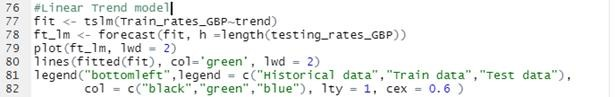 76 #Linear Trend model
77 fit <- tslm(Train_rates_GBP~trend)
78 ft_lm <- forecast(fit, h =length(testing_rates_GBP))
79 plot(ft_lm, lwd = 2)
80 lines(fitted(fit), col='green', lwd = 2)
81 legend("bottomleft",legend = c("Historical data","Train data","Test data"),
82 col = c("black","green","blue"), lty = 1, cex = 0.6 )